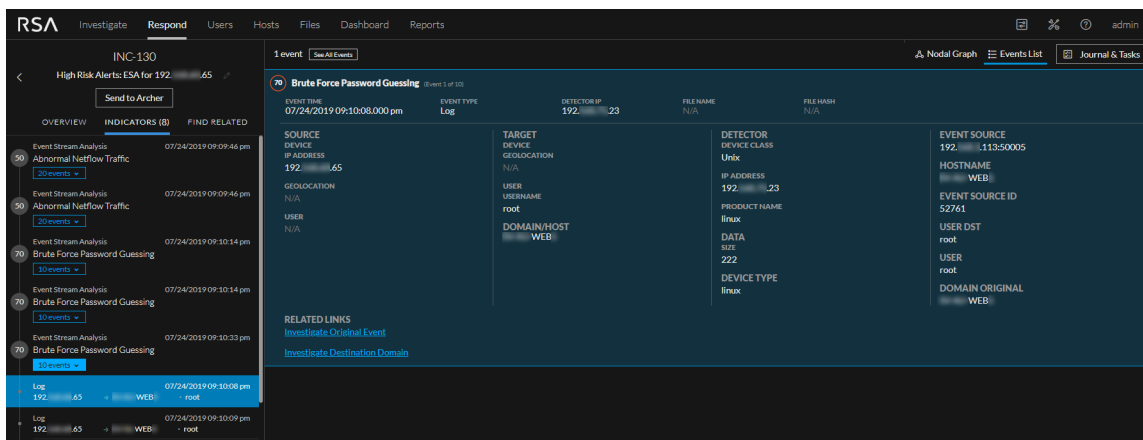 RSA Investigate Respond Users Hosts Files Dashboard Reports admin
INC-130
High Risk Alerts: ESA for 192. .65
Send to Archer
OVERVIEW INDICATORS (8) FIND RELATED
Event Stream Analysis 07/24/2019 09:09:46 pm
50 Abnormal Netflow Traffic
20 events
Event Stream Analysis 07/24/2019 09:09:46 pm
50 Abnormal Netflow Traffic
20 events
Event Stream Analysis 07/24/2019 09:10:14 pm
70 Brute Force Password Guessing
10 events
Event Stream Analysis 07/24/2019 09:10:14 pm
70 Brute Force Password Guessing
10 events
Event Stream Analysis 07/24/2019 09:10:33 pm
70 Brute Force Password Guessing
10 events
Log 07/24/2019 09:10:08 pm
192. .65 → WEB • root
Log 07/24/2019 09:10:09 pm
192. .65 → WEB • root
1 event See All Events Nodal Graph Events List Journal & Tasks
70 Brute Force Password Guessing (Event 1 of 10)
EVENT TIME EVENT TYPE DETECTOR IP FILE NAME FILE HASH
07/24/2019 09:10:08.000 pm Log 192. .23 N/A N/A
SOURCE
DEVICE
IP ADDRESS
192. .65
GEOLOCATION
N/A
USER
N/A
TARGET
DEVICE
GEOLOCATION
N/A
USER
USERNAME
root
DOMAIN/HOST
WEB
DETECTOR
DEVICE CLASS
Unix
IP ADDRESS
192. .23
PRODUCT NAME
linux
DATA
SIZE
222
DEVICE TYPE
linux
EVENT SOURCE
192. .113:50005
HOSTNAME
WEB
EVENT SOURCE ID
52761
USER DST
root
USER
root
DOMAIN ORIGINAL
WEB
RELATED LINKS
Investigate Original Event
Investigate Destination Domain